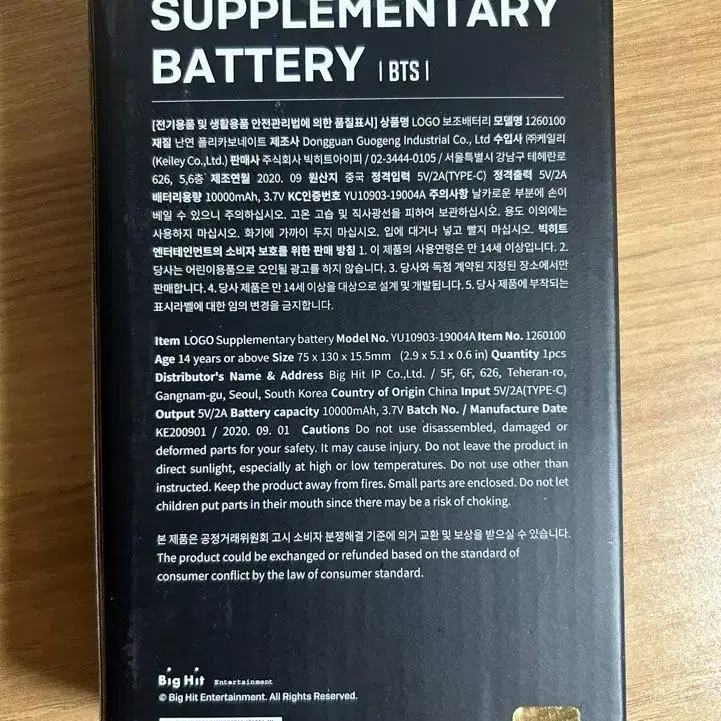 SUPPLEMENTARY
BATTERY | BTS |
[전기용품 및 생활용품 안전관리법에 의한 품질표시] 상품명 LOGO 보조배터리 모델명 1260100
재질 난연 폴리카보네이트 제조사 Dongguan Guogeng Industrial Co., Ltd 수입사 ㈜케일리
(Keiley Co.,Ltd.) 판매사 주식회사 빅히트아이피 / 02-3444-0105 / 서울특별시 강남구 테헤란로
626, 5,6층 제조연월 2020. 09 원산지 중국 정격입력 5V/2A(TYPE-C) 정격출력 5V/2A
배터리용량 10000mAh, 3.7V KC인증번호 YU10903-19004A 주의사항 날카로운 부분에 손이
베일 수 있으니 주의하십시오. 고온 고습 및 직사광선을 피하여 보관하십시오. 용도 이외에는
사용하지 마십시오. 화기에 가까이 두지 마십시오. 입에 대거나 넣고 빨지 마십시오. 빅히트
엔터테인먼트의 소비자 보호를 위한 판매 방침 1. 이 제품의 사용연령은 만 14세 이상입니다. 2.
당사는 어린이용품으로 오인될 광고를 하지 않습니다. 3. 당사와 독점 계약된 지정된 장소에서만
판매합니다. 4. 당사 제품은 만 14세 이상을 대상으로 설계 및 개발됩니다. 5. 당사 제품에 부착되는
표시라벨에 대한 임의 변경을 금지합니다.
Item LOGO Supplementary battery Model No. YU10903-19004A Item No. 1260100
Age 14 years or above Size 75 x 130 x 15.5mm (2.9 x 5.1 x 0.6 in) Quantity 1pcs
Distributor's Name & Address Big Hit IP Co.,Ltd. / 5F, 6F, 626, Teheran-ro,
Gangnam-gu, Seoul, South Korea Country of Origin China Input 5V/2A(TYPE-C)
Output 5V/2A Battery capacity 10000mAh, 3.7V Batch No. / Manufacture Date
KE200901 / 2020. 09. 01 Cautions Do not use disassembled, damaged or
deformed parts for your safety. It may cause injury. Do not leave the product in
direct sunlight, especially at high or low temperatures. Do not use other than
instructed. Keep the product away from fires. Small parts are enclosed. Do not let
children put parts in their mouth since there may be a risk of choking.
본 제품은 공정거래위원회 고시 소비자 분쟁해결 기준에 의거 교환 및 보상을 받으실 수 있습니다.
The product could be exchanged or refunded based on the standard of
consumer conflict by the law of consumer standard.
Big Hit Entertainment
© Big Hit Entertainment. All Rights Reserved.